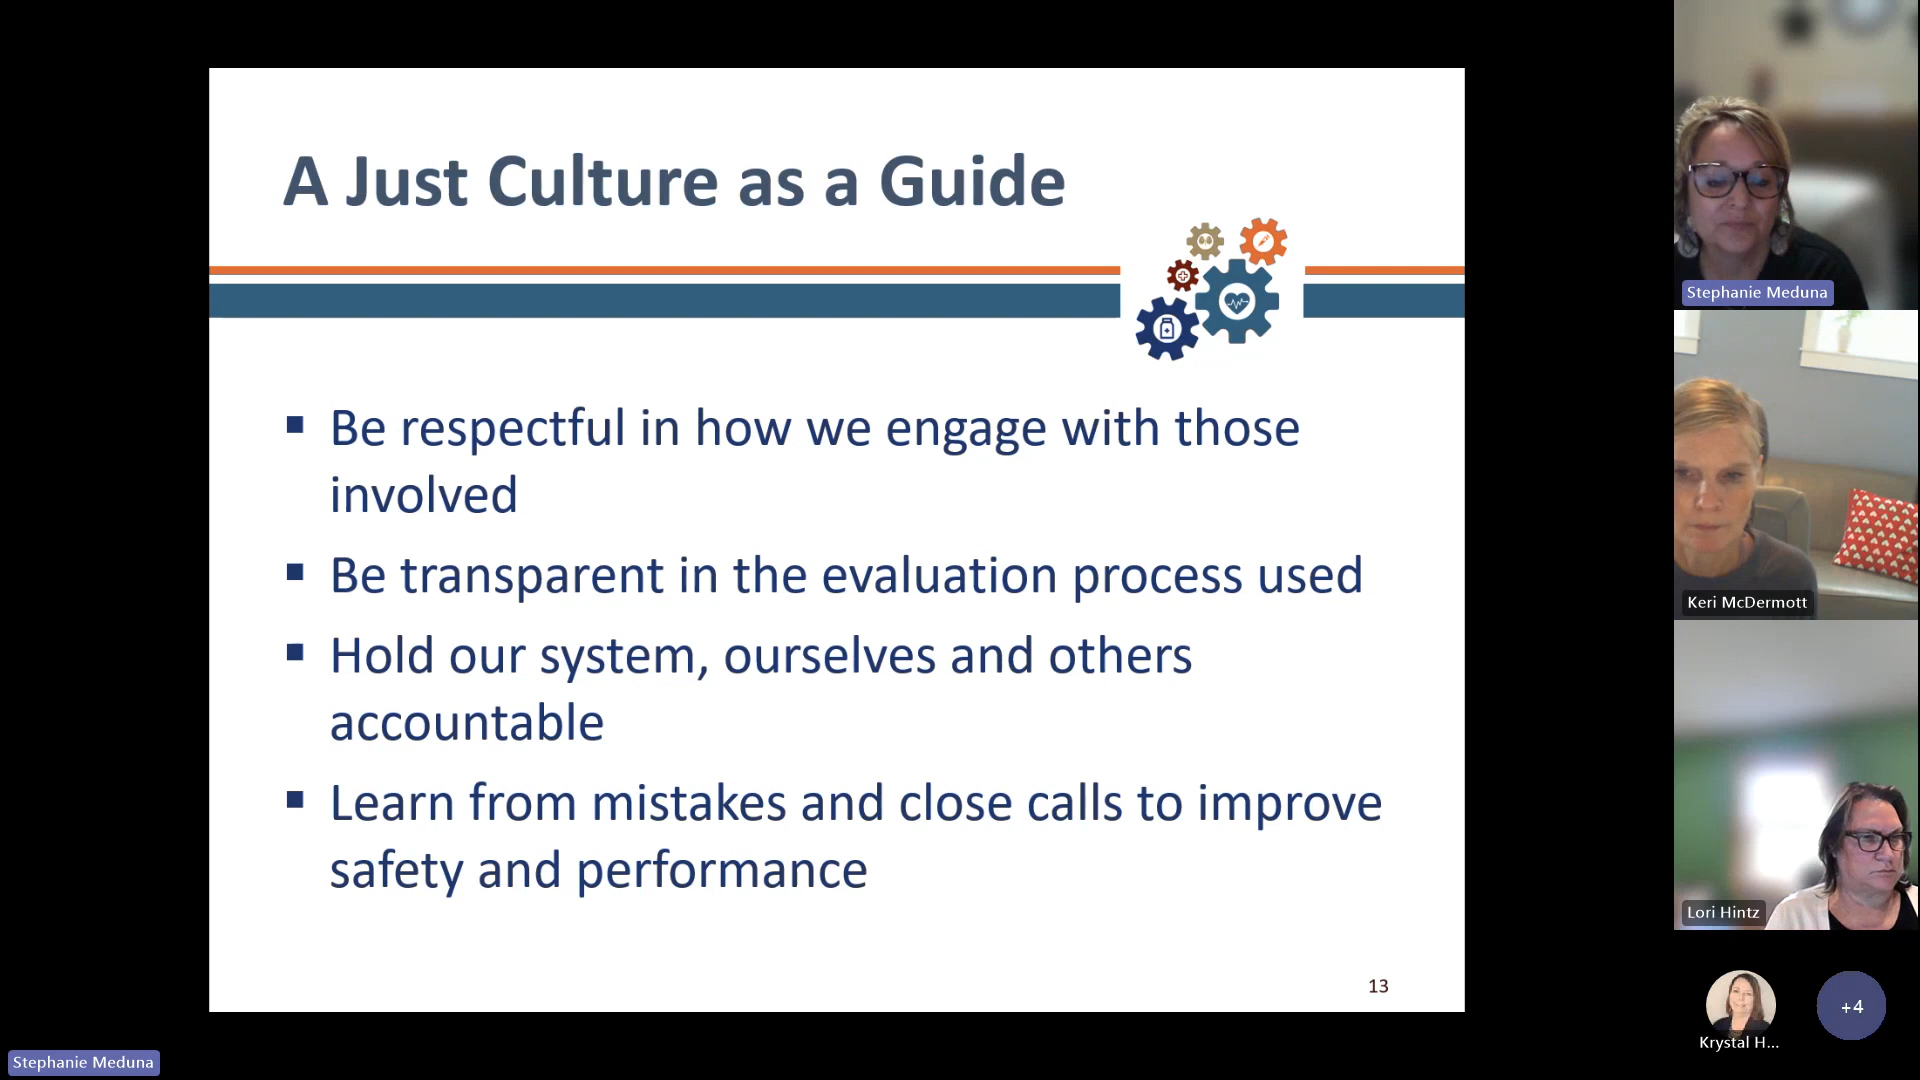 A Just Culture as a Guide
▪ Be respectful in how we engage with those
involved
▪ Be transparent in the evaluation process used
▪ Hold our system, ourselves and others
accountable
▪ Learn from mistakes and close calls to improve
safety and performance
13
Stephanie Meduna
Keri McDermott
Lori Hintz
Krystal H...
+4
Stephanie Meduna